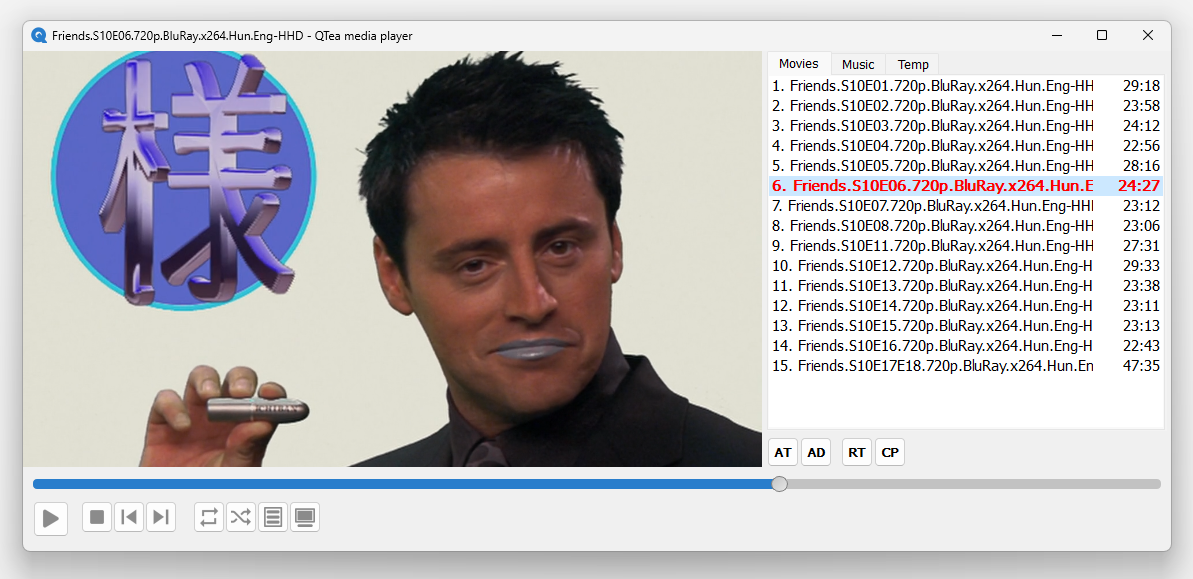 Friends.S10E06.720p.BluRay.x264.Hun.Eng-HHD - QTea media player
様
ICHIBAN
Movies Music Temp
1. Friends.S10E01.720p.BluRay.x264.Hun.Eng-HH 29:18
2. Friends.S10E02.720p.BluRay.x264.Hun.Eng-HH 23:58
3. Friends.S10E03.720p.BluRay.x264.Hun.Eng-HH 24:12
4. Friends.S10E04.720p.BluRay.x264.Hun.Eng-HH 22:56
5. Friends.S10E05.720p.BluRay.x264.Hun.Eng-HH 28:16
6. Friends.S10E06.720p.BluRay.x264.Hun.E 24:27
7. Friends.S10E07.720p.BluRay.x264.Hun.Eng-HHI 23:12
8. Friends.S10E08.720p.BluRay.x264.Hun.Eng-HH 23:06
9. Friends.S10E11.720p.BluRay.x264.Hun.Eng-HH 27:31
10. Friends.S10E12.720p.BluRay.x264.Hun.Eng-H 29:33
11. Friends.S10E13.720p.BluRay.x264.Hun.Eng-H 23:38
12. Friends.S10E14.720p.BluRay.x264.Hun.Eng-H 23:11
13. Friends.S10E15.720p.BluRay.x264.Hun.Eng-H 23:13
14. Friends.S10E16.720p.BluRay.x264.Hun.Eng-H 22:43
15. Friends.S10E17E18.720p.BluRay.x264.Hun.En 47:35
AT AD RT CP